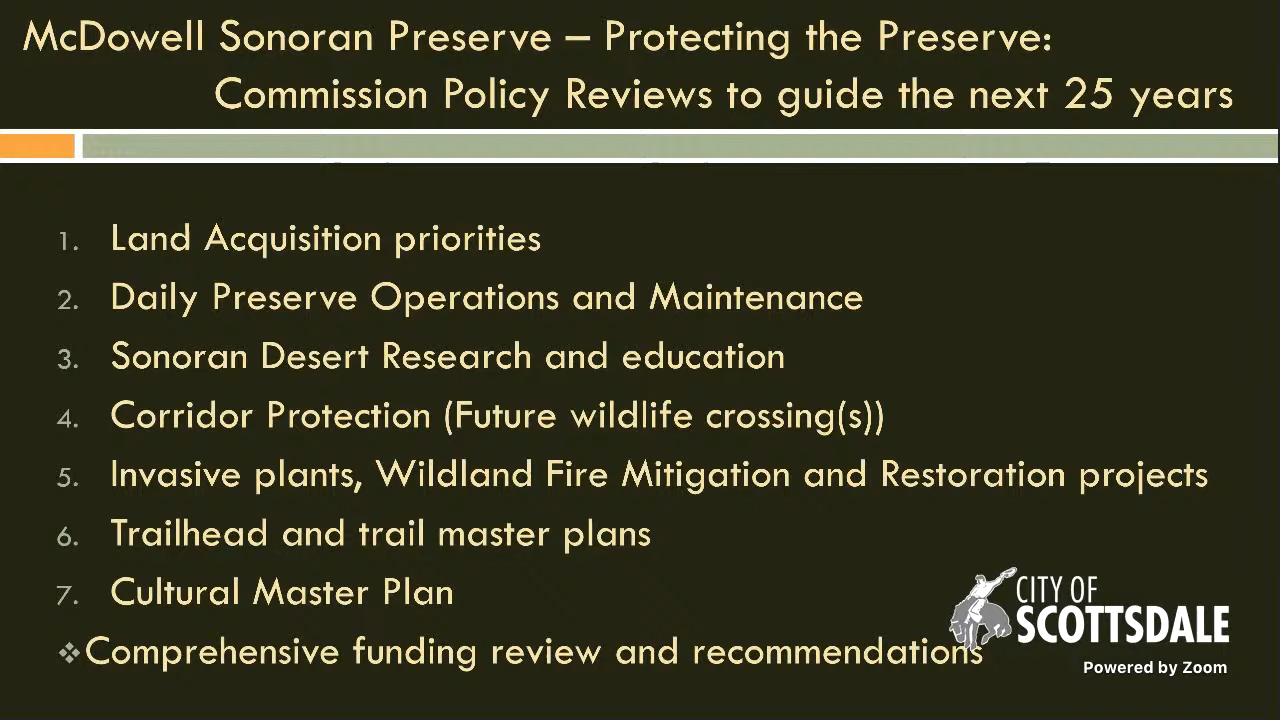 McDowell Sonoran Preserve – Protecting the Preserve:
Commission Policy Reviews to guide the next 25 years
1. Land Acquisition priorities
2. Daily Preserve Operations and Maintenance
3. Sonoran Desert Research and education
4. Corridor Protection (Future wildlife crossing(s))
5. Invasive plants, Wildland Fire Mitigation and Restoration projects
6. Trailhead and trail master plans
7. Cultural Master Plan
❖Comprehensive funding review and recommendations
CITY OF
SCOTTSDALE
Powered by Zoom